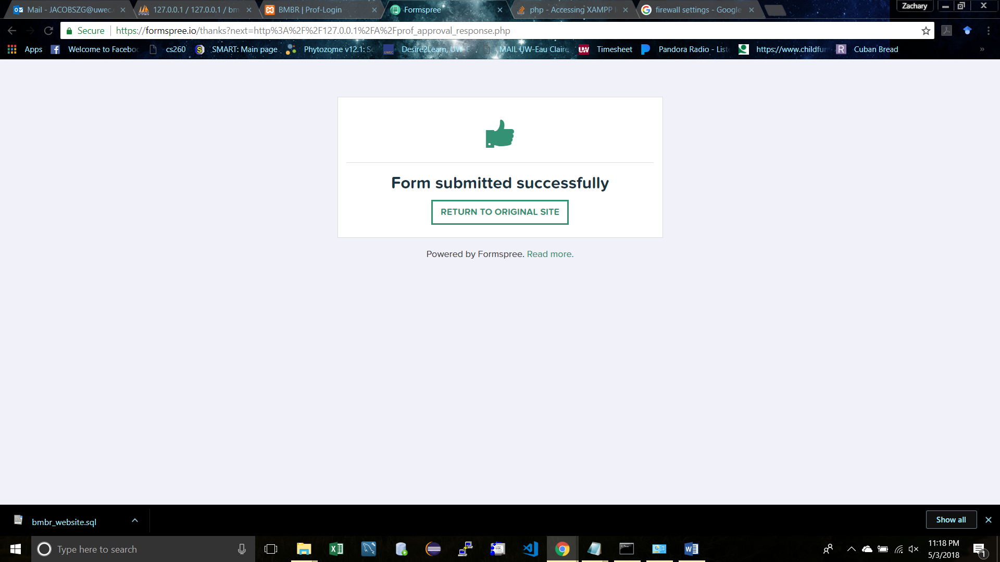 Mail - JACOBSZG@uwec.
127.0.0.1 / 127.0.0.1 / bm
BMBR | Prof-Login
Formspree
php - Accessing XAMPP
firewall settings - Google
Zachary
Secure
https://formspree.io/thanks?next=http%3A%2F%2F127.0.0.1%2FA%2Fprof_approval_response.php
Apps
Welcome to Faceboo
cs260
SMART: Main page
Phytozome v12.1: Se
Desire2Learn, UW-E
MAIL UW-Eau Claire
Timesheet
Pandora Radio - List
https://www.childfun
Cuban Bread
»
Form submitted successfully
RETURN TO ORIGINAL SITE
Powered by Formspree. Read more.
bmbr_website.sql
Show all
Type here to search
11:18 PM
5/3/2018
1